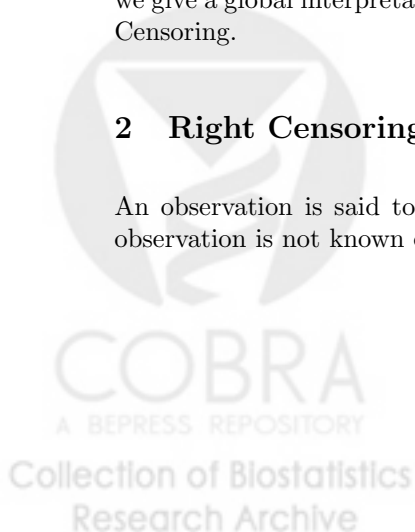 we give a global interpreta
Censoring.
2 Right Censoring
An observation is said to
observation is not known
COBRA
A BEPRESS REPOSITORY
Collection of Biostatistics
Research Archive